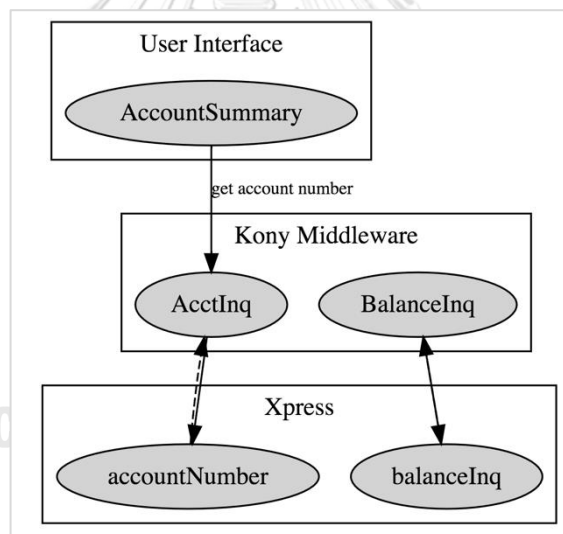 User Interface
AccountSummary
get account number
Kony Middleware
AcctInq
BalanceInq
Xpress
accountNumber
balanceInq